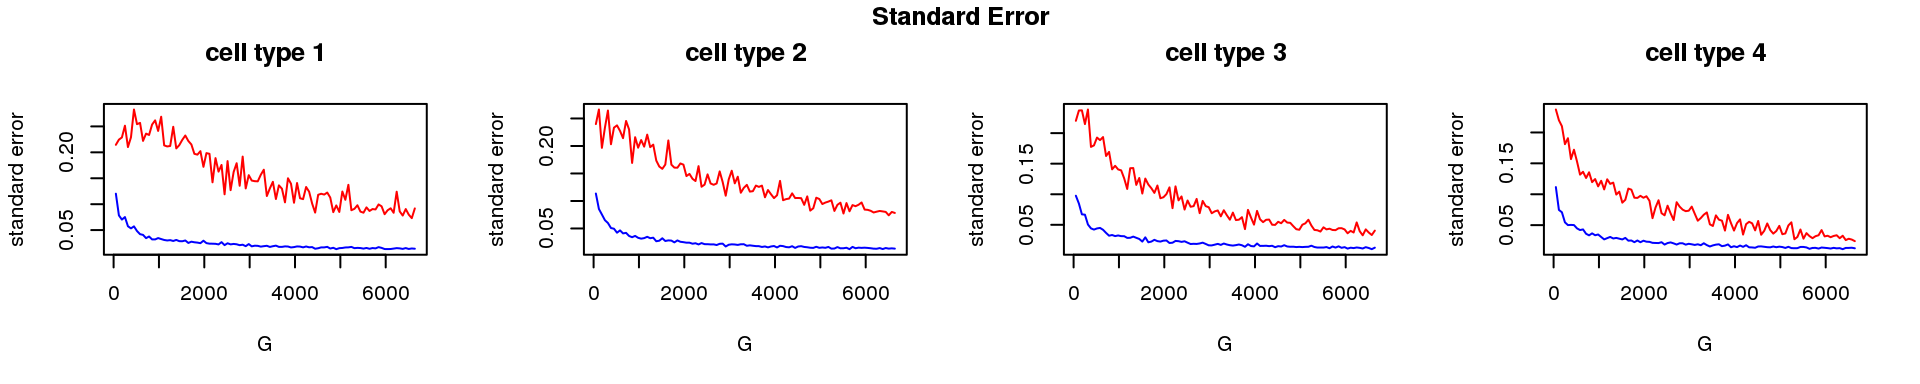 Standard Error
cell type 1
standard error
0.20
0.05
0 2000 4000 6000
G
cell type 2
standard error
0.20
0.05
0 2000 4000 6000
G
cell type 3
standard error
0.15
0.05
0 2000 4000 6000
G
cell type 4
standard error
0.15
0.05
0 2000 4000 6000
G